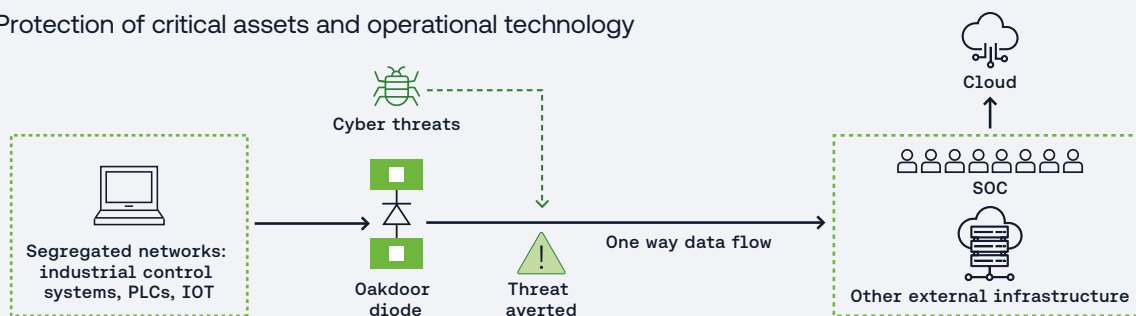 Protection of critical assets and operational technology
Cloud
Cyber threats
SOC
Segregated networks:
industrial control
systems, PLCs, IOT
One way data flow
Oakdoor
diode
Threat
averted
Other external infrastructure